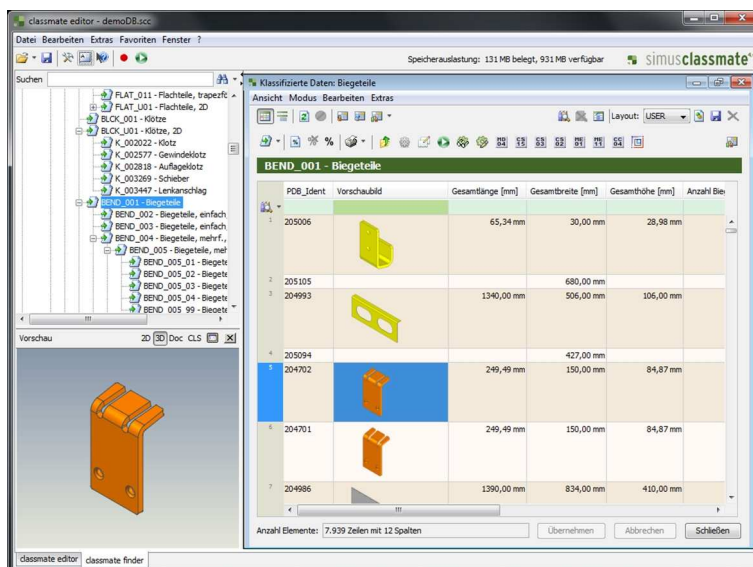 classmate editor - demoDB.scc
Datei Bearbeiten Extras Favoriten Fenster ?
Speicherauslastung: 131 MB belegt, 931 MB verfügbar
simusclassmate
Suchen
FLAT_011 - Flachteile, trapezfö
FLAT_U01 - Flachteile, 2D
BLCK_001 - Klötze
BLCK_U01 - Klötze, 2D
K_002022 - Klotz
K_002577 - Gewindeklotz
K_002818 - Auflageklotz
K_003269 - Schieber
K_003447 - Lenkanschlag
BEND_001 - Biegeteile
BEND_002 - Biegeteile, einfach
BEND_003 - Biegeteile, einfach,
BEND_004 - Biegeteile, mehrf.,
BEND_005 - Biegeteile, meh
BEND_005_01 - Biegete
BEND_005_02 - Biegete
BEND_005_03 - Biegete
BEND_005_04 - Biegete
BEND_005_99 - Biegete
Vorschau 2D 3D Doc CLS
Klassifizierte Daten: Biegeteile
Ansicht Modus Bearbeiten Extras
Layout: USER
BEND_001 - Biegeteile
PDB_Ident Vorschaubild Gesamtlänge [mm] Gesamtbreite [mm] Gesamthöhe [mm] Anzahl Bieg
1 205006 65,34 mm 30,00 mm 28,98 mm
2 205105 680,00 mm
3 204993 1340,00 mm 506,00 mm 106,00 mm
4 205094 427,00 mm
5 204702 249,49 mm 150,00 mm 84,87 mm
6 204701 249,49 mm 150,00 mm 84,87 mm
7 204986 1390,00 mm 834,00 mm 410,00 mm
Anzahl Elemente: 7.939 Zeilen mit 12 Spalten
Übernehmen Abbrechen Schließen
classmate editor classmate finder